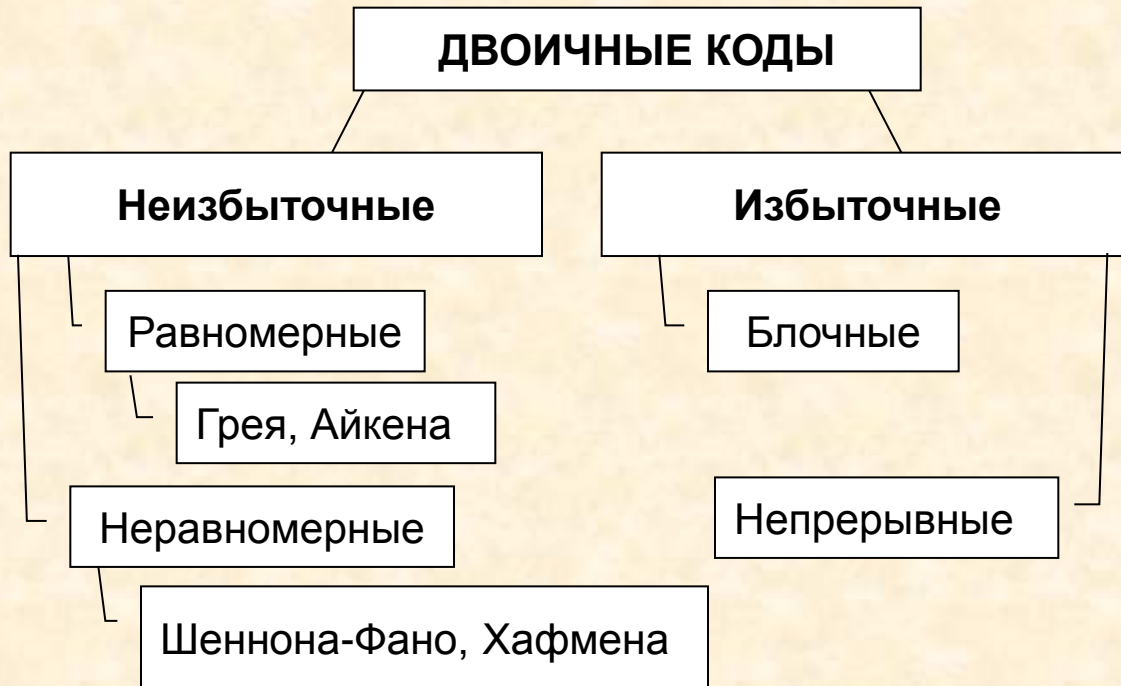 ДВОИЧНЫЕ КОДЫ
Неизбыточные
Избыточные
Равномерные
Блочные
Грея, Айкена
Неравномерные
Непрерывные
Шеннона-Фано, Хафмена